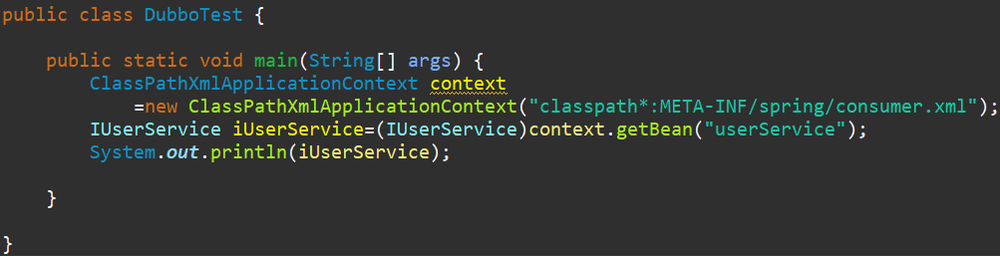 public class DubboTest {
public static void main(String[] args) {
ClassPathXmlApplicationContext context
=new ClassPathXmlApplicationContext("classpath*:META-INF/spring/consumer.xml");
IUserService iUserService=(IUserService)context.getBean("userService");
System.out.println(iUserService);
}
}